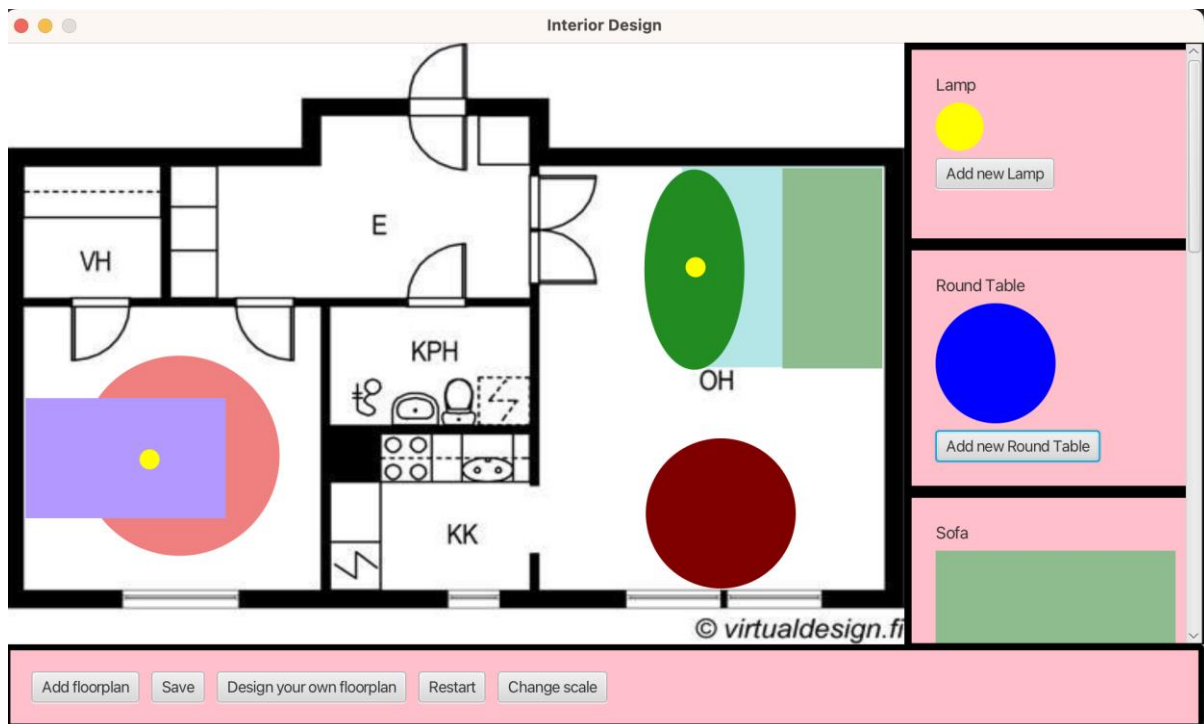 Interior Design
E
VH
KPH
OH
KK
© virtualdesign.fi
Lamp
Add new Lamp
Round Table
Add new Round Table
Sofa
Add floorplan Save Design your own floorplan Restart Change scale